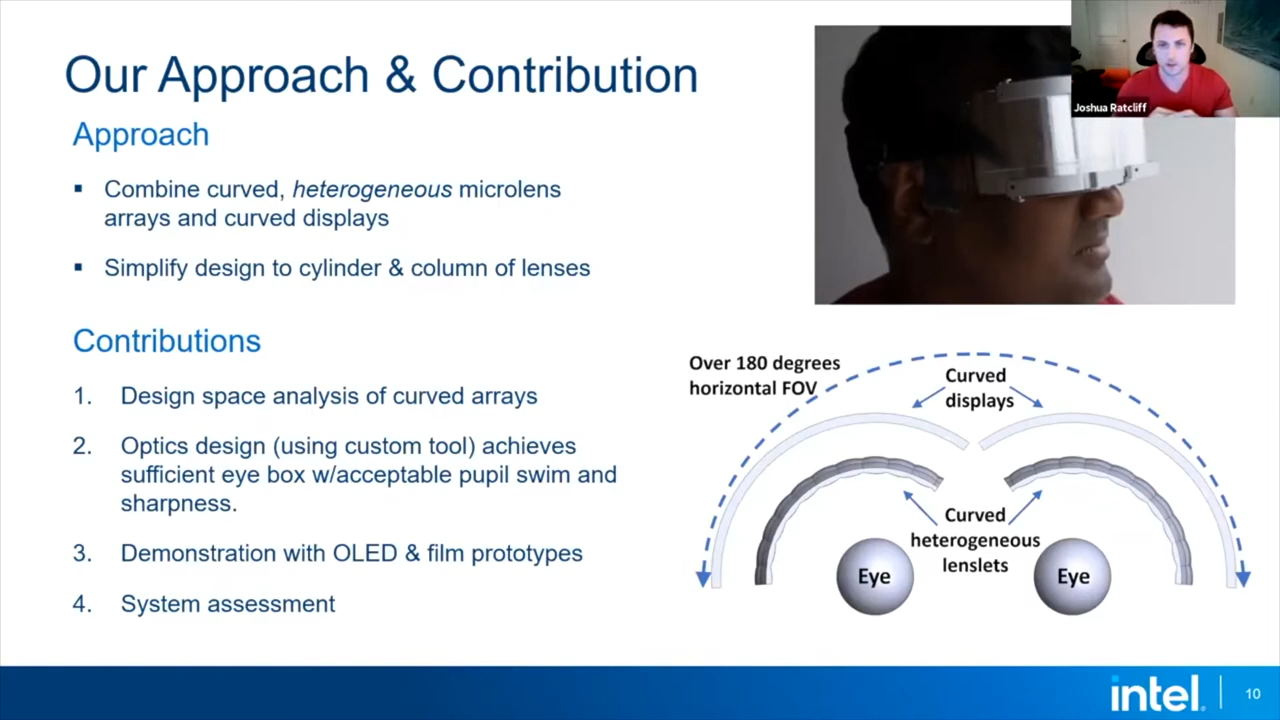 Our Approach & Contribution
Joshua Ratcliff
Approach
▪ Combine curved, heterogeneous microlens
arrays and curved displays
▪ Simplify design to cylinder & column of lenses
Contributions
1. Design space analysis of curved arrays
2. Optics design (using custom tool) achieves
sufficient eye box w/acceptable pupil swim and
sharpness.
3. Demonstration with OLED & film prototypes
4. System assessment
Over 180 degrees
horizontal FOV
Curved
displays
Curved
heterogeneous
lenslets
Eye
Eye
intel.
10